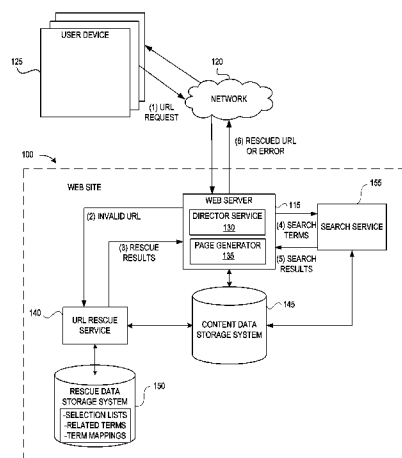 USER DEVICE
125
120
NETWORK
(1) URL
REQUEST
(6) RESCUED URL
OR ERROR
100
WEB SITE
WEB SERVER
115
155
DIRECTOR SERVICE
130
PAGE GENERATOR
135
(2) INVALID URL
(3) RESCUE
RESULTS
(4) SEARCH
TERMS
(5) SEARCH
RESULTS
SEARCH SERVICE
140
URL RESCUE
SERVICE
145
CONTENT DATA
STORAGE SYSTEM
150
RESCUE DATA
STORAGE SYSTEM
-SELECTION LISTS
-RELATED TERMS
-TERM MAPPINGS